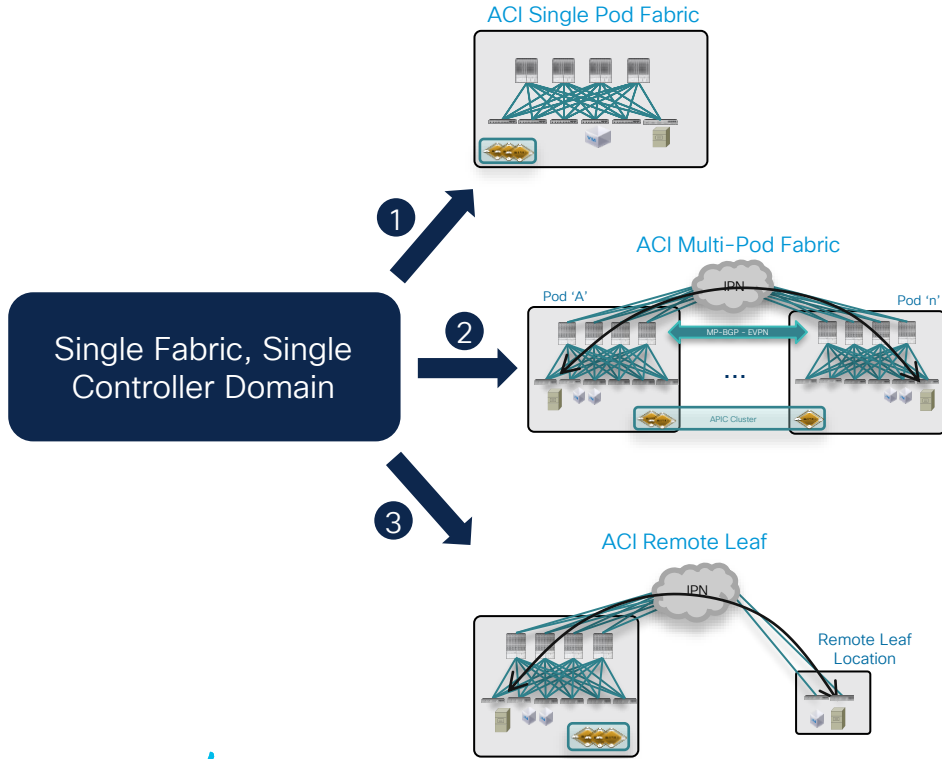 ACI Single Pod Fabric
1
ACI Multi-Pod Fabric
IPN
Pod ‘A’
Pod ‘n’
MP-BGP - EVPN
2
Single Fabric, Single
Controller Domain
...
APIC Cluster
3
ACI Remote Leaf
IPN
Remote Leaf
Location